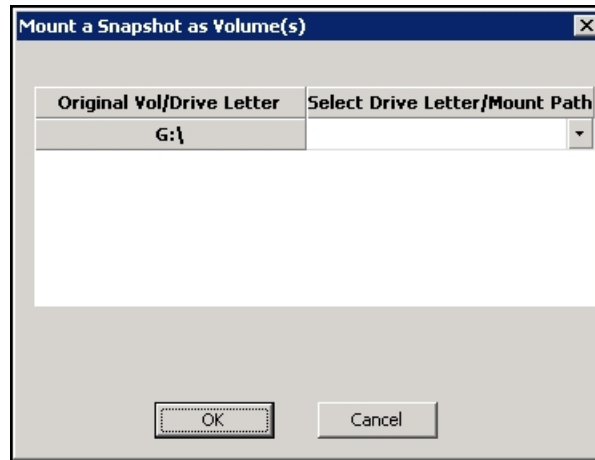 Mount a Snapshot as Volume(s)
Original Vol/Drive Letter Select Drive Letter/Mount Path
G:\
OK Cancel